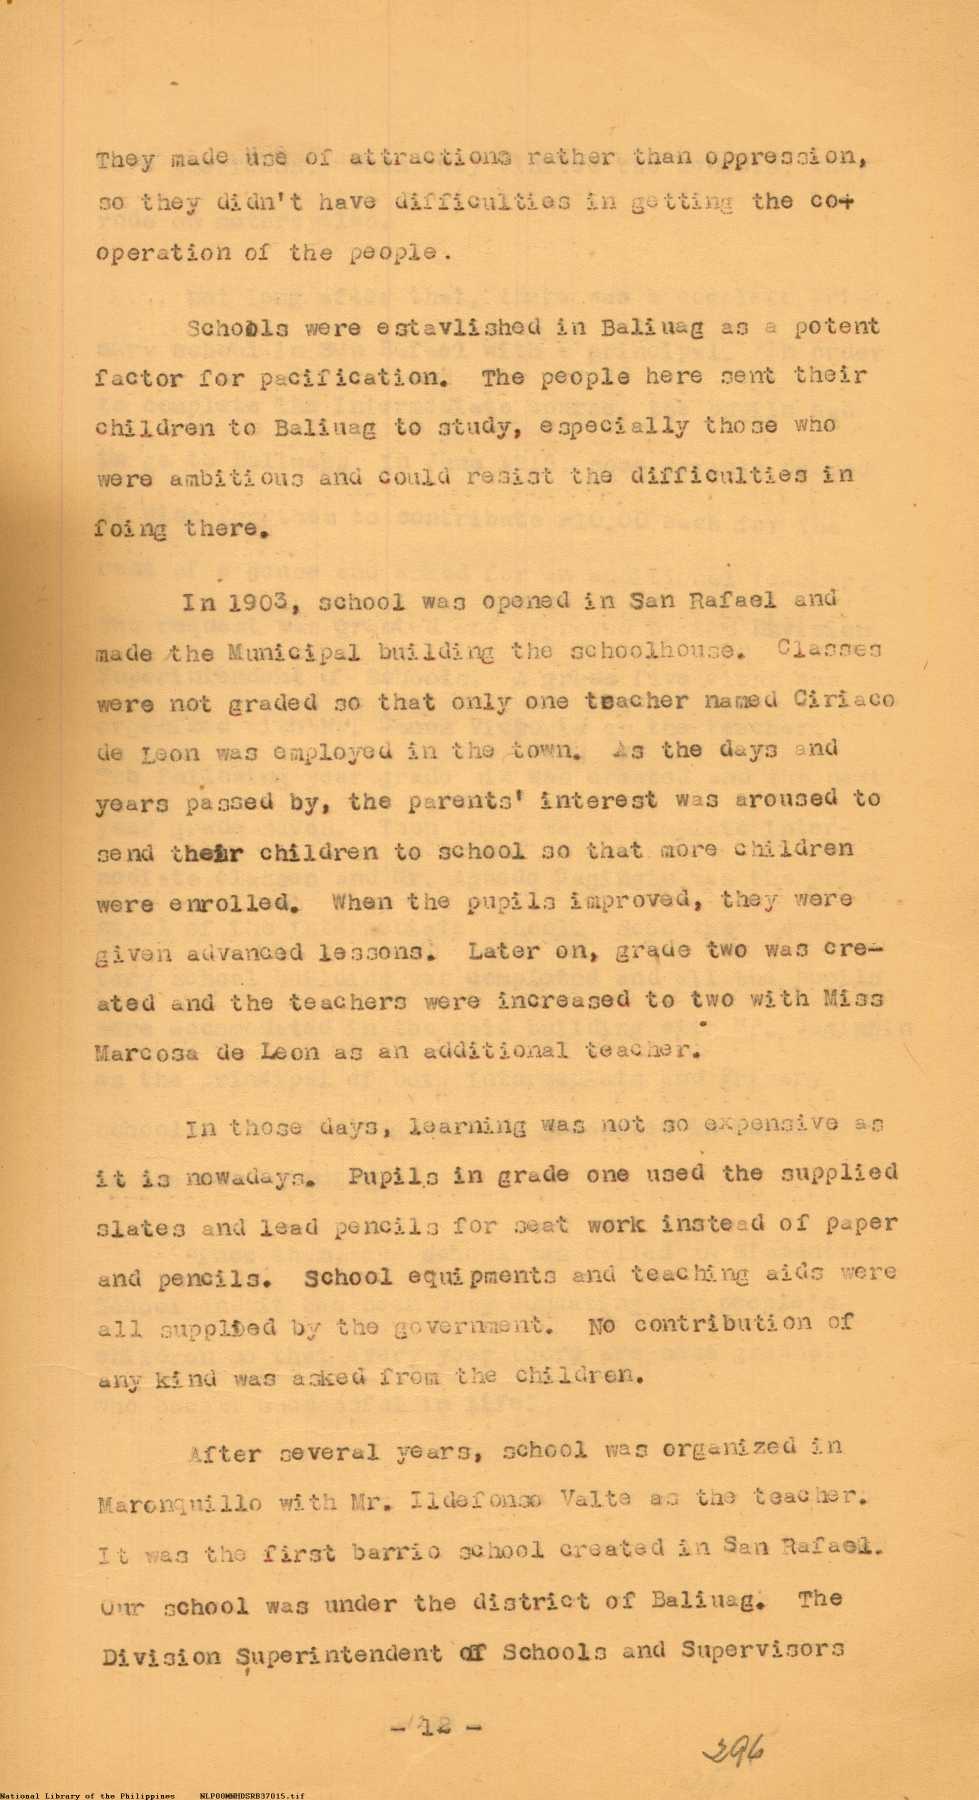 They made use of attractions rather than oppression,
so they didn't have difficulties in getting the co+
operation of the people.
Schools were estavlished in Baliuag as a potent
factor for pacification. The people here sent their
children to Baliuag to study, especially those who
were ambitious and could resist the difficulties in
foing there.
In 1903, school was opened in San Rafael and
made the Municipal building the schoolhouse. Classes
were not graded so that only one teacher named Ciriaco
de Leon was employed in the town. As the days and
years passed by, the parents' interest was aroused to
send their children to school so that more children
were enrolled. When the pupils improved, they were
given advanced lessons. Later on, grade two was cre-
ated and the teachers were increased to two with Miss
Marcosa de Leon as an additional teacher.
In those days, learning was not so expensive as
it is nowadays. Pupils in grade one used the supplied
slates and lead pencils for seat work instead of paper
and pencils. School equipments and teaching aids were
all supplied by the government. No contribution of
any kind was asked from the children.
After several years, school was organized in
Maronquillo with Mr. Ildefonso Valte as the teacher.
It was the first barrio school created in San Rafael.
Our school was under the district of Baliuag. The
Division Superintendent of Schools and Supervisors
- 12 -
296
National Library of the Philippines NLP00MNHDSRB37015.tif